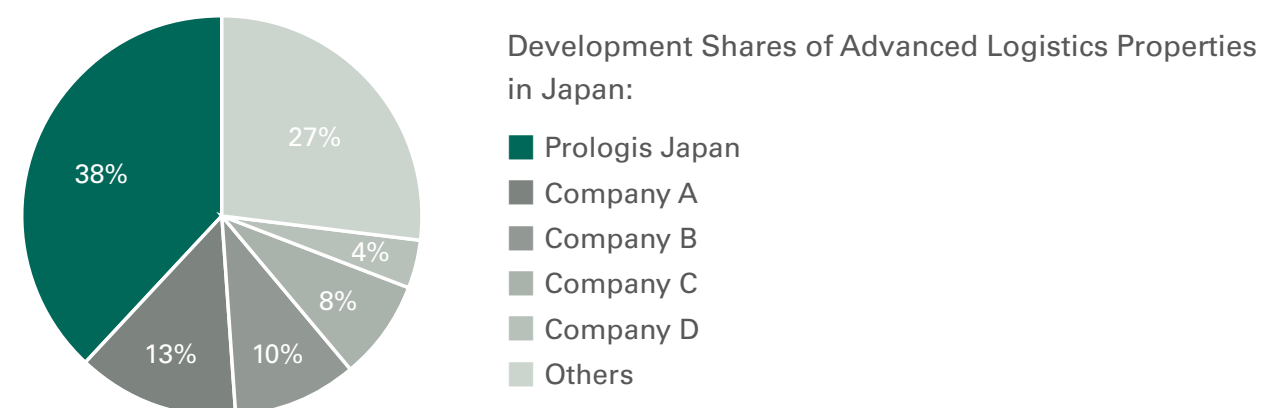 Development Shares of Advanced Logistics Properties
in Japan:
Prologis Japan
Company A
Company B
Company C
Company D
Others
27%
38%
4%
8%
13%
10%